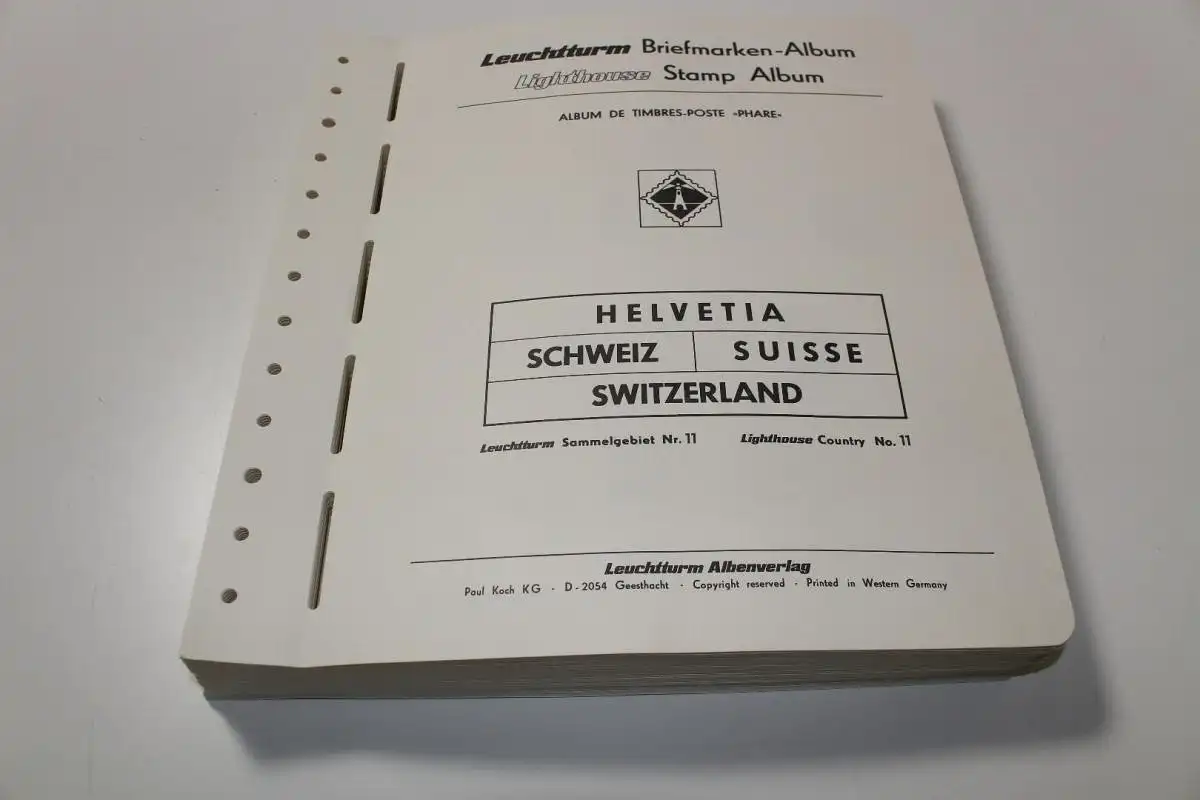 Leuchtturm Briefmarken-Album
Lighthouse Stamp Album
ALBUM DE TIMBRES-POSTE »PHARE«
HELVETIA
SCHWEIZ SUISSE
SWITZERLAND
Leuchtturm Sammelgebiet Nr. 11 Lighthouse Country No. 11
Leuchtturm Albenverlag
Paul Koch KG · D-2054 Geesthacht · Copyright reserved · Printed in Western Germany